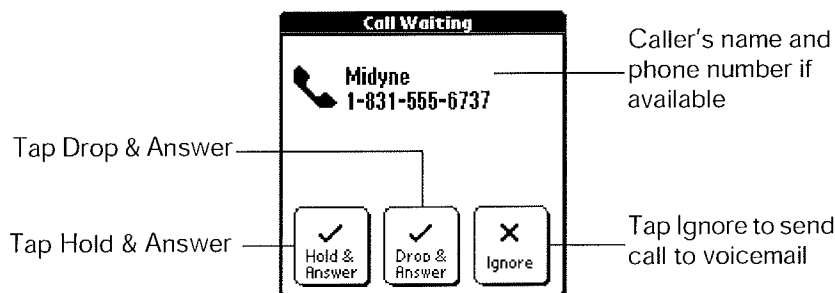 Call Waiting
Midyne
1-831-555-6737
Caller's name and
phone number if
available
Tap Drop & Answer
Tap Hold & Answer
Hold &
Answer
Drop &
Answer
Ignore
Tap Ignore to send
call to voicemail